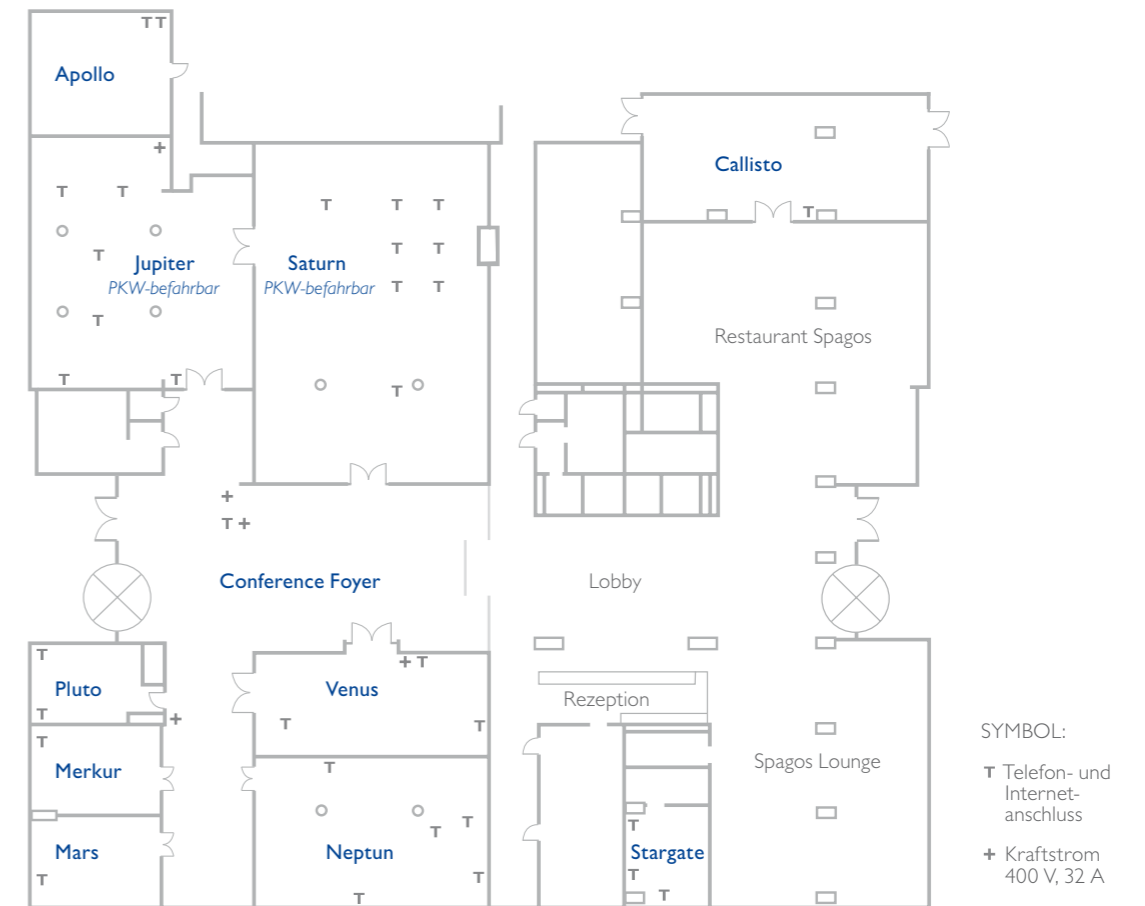 T T
Apollo
+
T T
T T T
T
Jupiter
PKW-befahrbar
Saturn
PKW-befahrbar
T T
T T
T
T T
T
Callisto
T
Restaurant Spagos
+
T +
Conference Foyer
Lobby
T
Pluto
T
+
+ T
Venus
T T
Rezeption
T
Merkur
Mars
T
T
T T
Neptun
T
T
Spagos Lounge
T
Stargate
T
T
SYMBOL:
T Telefon- und
Internet-
anschluss
+ Kraftstrom
400 V, 32 A